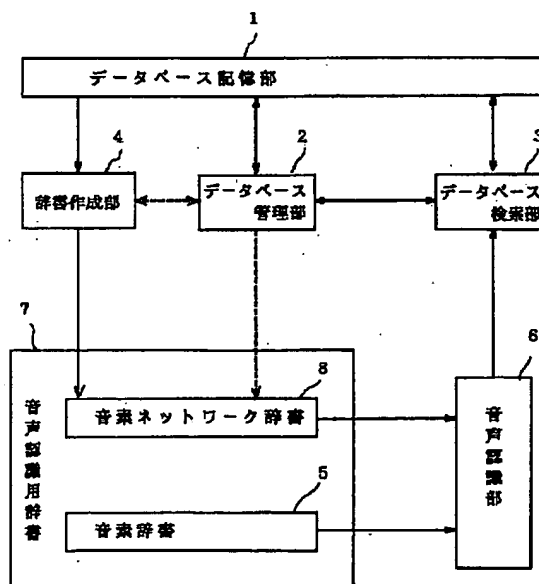 1
データベース記憶部
4
2
3
辞書作成部
データベース
管理部
データベース
検索部
7
6
8
音素ネットワーク辞書
音声認識用辞書
音声認識部
5
音素辞書